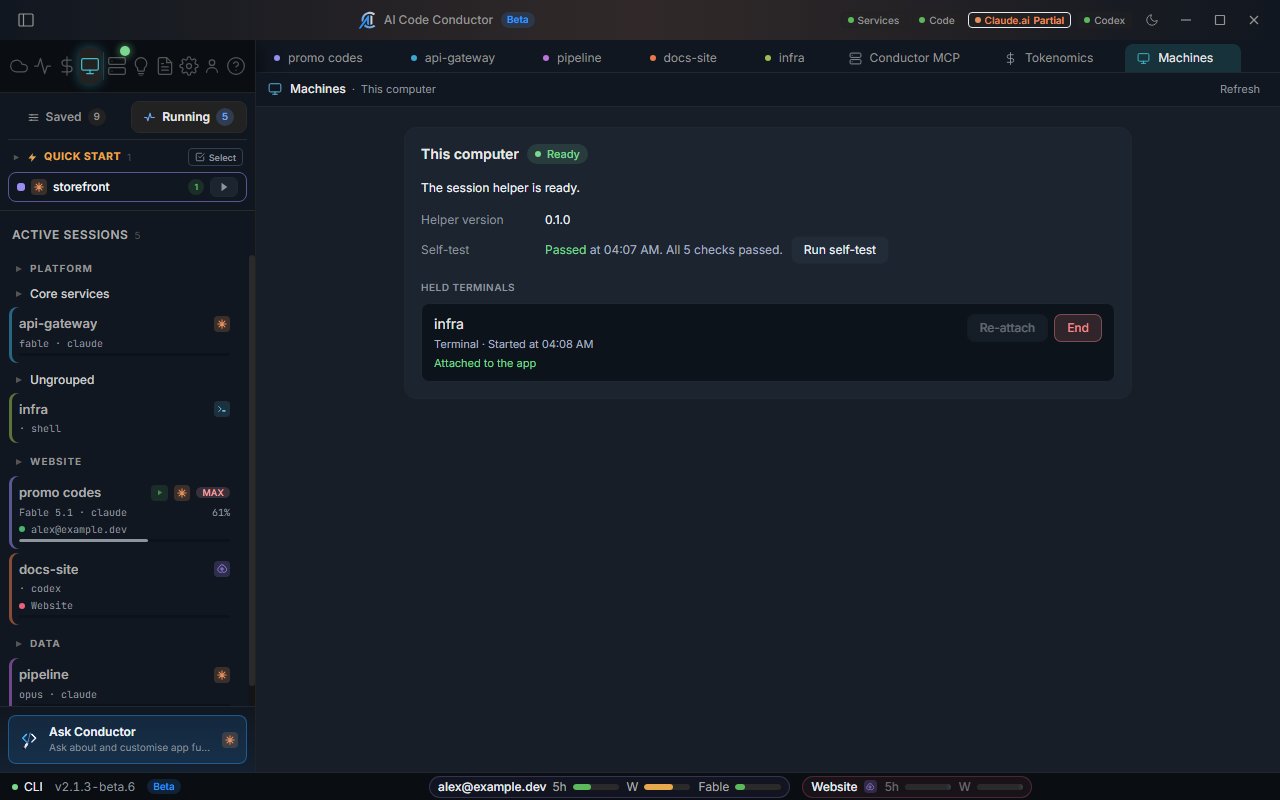 AI Code Conductor Beta
Services Code Claude.ai Partial Codex
promo codes api-gateway pipeline docs-site infra Conductor MCP Tokenomics Machines
Machines · This computer Refresh
Saved 9 Running 5
QUICK START 1 Select
storefront 1
ACTIVE SESSIONS 5
PLATFORM
Core services
api-gateway
fable · claude
Ungrouped
infra
· shell
WEBSITE
promo codes MAX
Fable 5.1 · claude 61%
alex@example.dev
docs-site
· codex
Website
DATA
pipeline
opus · claude
Ask Conductor
Ask about and customise app fu...
This computer Ready
The session helper is ready.
Helper version 0.1.0
Self-test Passed at 04:07 AM. All 5 checks passed. Run self-test
HELD TERMINALS
infra Re-attach End
Terminal · Started at 04:08 AM
Attached to the app
CLI v2.1.3-beta.6 Beta alex@example.dev 5h W Fable Website 5h W